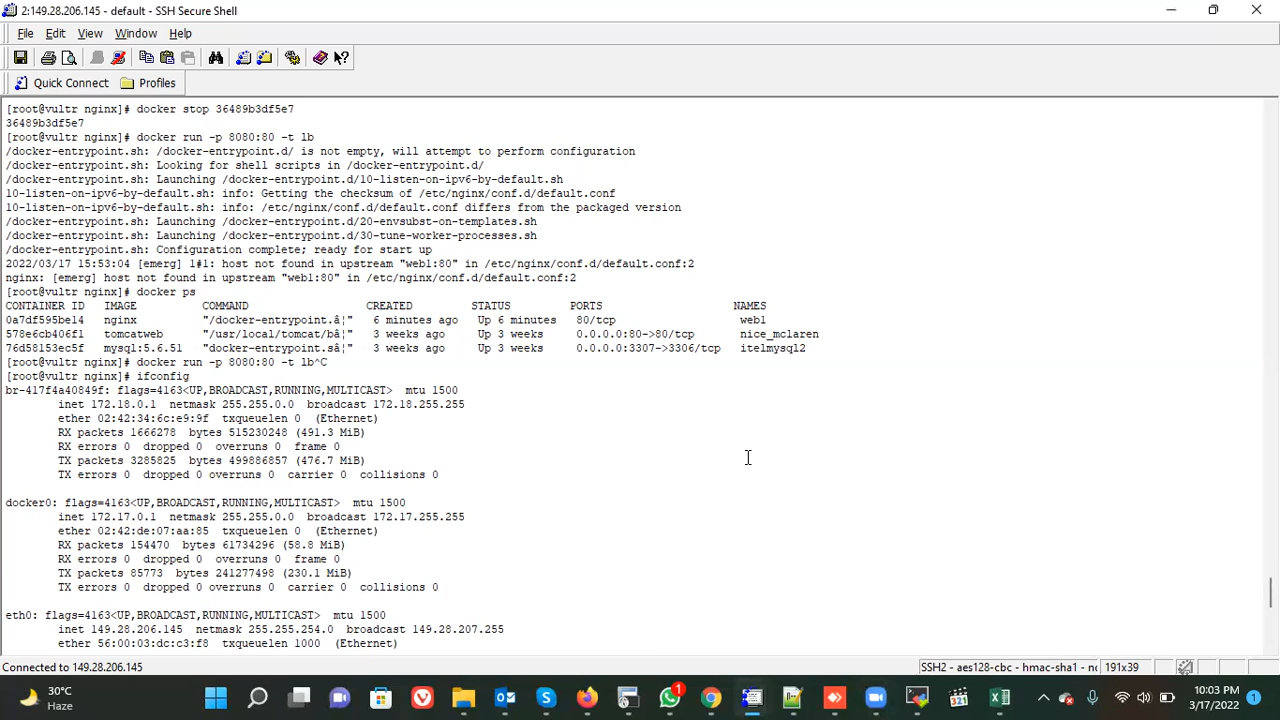 2:149.28.206.145 - default - SSH Secure Shell
File Edit View Window Help
Quick Connect Profiles
[root@vultr nginx]# docker stop 36489b3df5e7
36489b3df5e7
[root@vultr nginx]# docker run -p 8080:80 -t lb
/docker-entrypoint.sh: /docker-entrypoint.d/ is not empty, will attempt to perform configuration
/docker-entrypoint.sh: Looking for shell scripts in /docker-entrypoint.d/
/docker-entrypoint.sh: Launching /docker-entrypoint.d/10-listen-on-ipv6-by-default.sh
10-listen-on-ipv6-by-default.sh: info: Getting the checksum of /etc/nginx/conf.d/default.conf
10-listen-on-ipv6-by-default.sh: info: /etc/nginx/conf.d/default.conf differs from the packaged version
/docker-entrypoint.sh: Launching /docker-entrypoint.d/20-envsubst-on-templates.sh
/docker-entrypoint.sh: Launching /docker-entrypoint.d/30-tune-worker-processes.sh
/docker-entrypoint.sh: Configuration complete; ready for start up
2022/03/17 15:53:04 [emerg] 1#1: host not found in upstream "web1:80" in /etc/nginx/conf.d/default.conf:2
nginx: [emerg] host not found in upstream "web1:80" in /etc/nginx/conf.d/default.conf:2
[root@vultr nginx]# docker ps
CONTAINER ID IMAGE COMMAND CREATED STATUS PORTS NAMES
0a7df595be14 nginx "/docker-entrypoint.â¦" 6 minutes ago Up 6 minutes 80/tcp web1
578e6cb406f1 tomcatweb "/usr/local/tomcat/bâ¦" 3 weeks ago Up 3 weeks 0.0.0.0:80->80/tcp nice_mclaren
76d58153ec5f mysql:5.6.51 "docker-entrypoint.sâ¦" 3 weeks ago Up 3 weeks 0.0.0.0:3307->3306/tcp itelmysql2
[root@vultr nginx]# docker run -p 8080:80 -t lb^C
[root@vultr nginx]# ifconfig
br-417f4a40849f: flags=4163<UP,BROADCAST,RUNNING,MULTICAST> mtu 1500
inet 172.18.0.1 netmask 255.255.0.0 broadcast 172.18.255.255
ether 02:42:34:6c:e9:9f txqueuelen 0 (Ethernet)
RX packets 1666278 bytes 515230248 (491.3 MiB)
RX errors 0 dropped 0 overruns 0 frame 0
TX packets 3285825 bytes 499886857 (476.7 MiB)
TX errors 0 dropped 0 overruns 0 carrier 0 collisions 0
docker0: flags=4163<UP,BROADCAST,RUNNING,MULTICAST> mtu 1500
inet 172.17.0.1 netmask 255.255.0.0 broadcast 172.17.255.255
ether 02:42:de:07:aa:85 txqueuelen 0 (Ethernet)
RX packets 154470 bytes 61734296 (58.8 MiB)
RX errors 0 dropped 0 overruns 0 frame 0
TX packets 85773 bytes 241277498 (230.1 MiB)
TX errors 0 dropped 0 overruns 0 carrier 0 collisions 0
eth0: flags=4163<UP,BROADCAST,RUNNING,MULTICAST> mtu 1500
inet 149.28.206.145 netmask 255.255.254.0 broadcast 149.28.207.255
ether 56:00:03:dc:c3:f8 txqueuelen 1000 (Ethernet)
Connected to 149.28.206.145 SSH2 - aes128-cbc - hmac-sha1 - nc 191x39
30°C
Haze
1
321
10:03 PM
3/17/2022
1